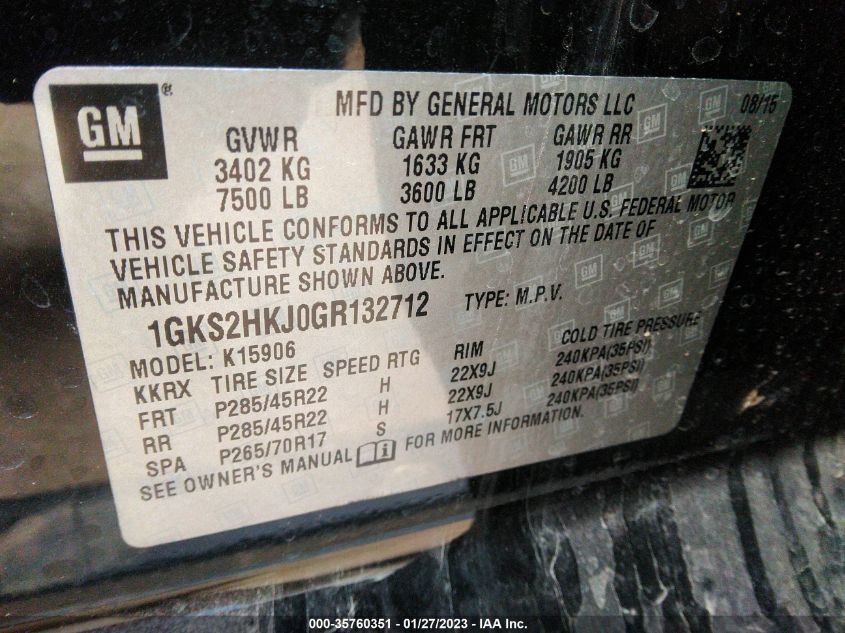 GM ® MFD BY GENERAL MOTORS LLC 08/15
GVWR GAWR FRT GAWR RR
3402 KG 1633 KG 1905 KG
7500 LB 3600 LB 4200 LB
THIS VEHICLE CONFORMS TO ALL APPLICABLE U.S. FEDERAL MOTOR
VEHICLE SAFETY STANDARDS IN EFFECT ON THE DATE OF
MANUFACTURE SHOWN ABOVE.
1GKS2HKJ0GR132712 TYPE: M.P.V.
MODEL: K15906
KKRX TIRE SIZE SPEED RTG RIM COLD TIRE PRESSURE
FRT P285/45R22 H 22X9J 240KPA(35PSI)
RR P285/45R22 H 22X9J 240KPA(35PSI)
SPA P265/70R17 S 17X7.5J 240KPA(35PSI)
SEE OWNER'S MANUAL FOR MORE INFORMATION.
000-35760351 | 01/27/2023 | IAA Inc.